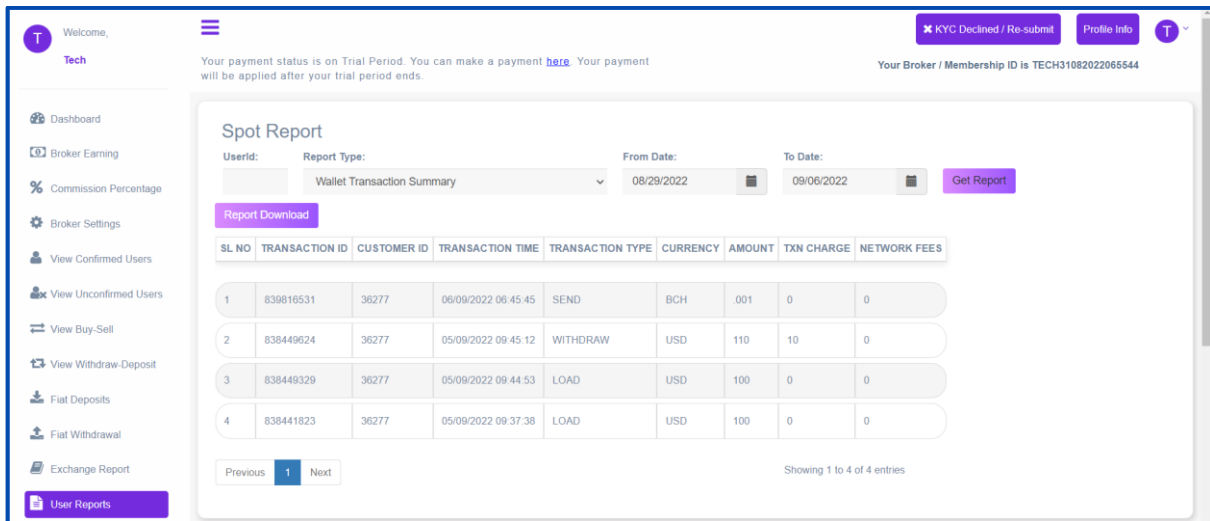 T
Welcome,
Tech
✖ KYC Declined / Re-submit
Profile Info
T
Your payment status is on Trial Period. You can make a payment here. Your payment
will be applied after your trial period ends.
Your Broker / Membership ID is TECH31082022065544
Dashboard
Broker Earning
Commission Percentage
Broker Settings
View Confirmed Users
View Unconfirmed Users
View Buy-Sell
View Withdraw-Deposit
Fiat Deposits
Fiat Withdrawal
Exchange Report
User Reports
Spot Report
UserId: Report Type: From Date: To Date:
Wallet Transaction Summary 08/29/2022 09/06/2022 Get Report
Report Download
SL NO TRANSACTION ID CUSTOMER ID TRANSACTION TIME TRANSACTION TYPE CURRENCY AMOUNT TXN CHARGE NETWORK FEES
1 839816531 36277 06/09/2022 06:45:45 SEND BCH .001 0 0
2 838449624 36277 05/09/2022 09:45:12 WITHDRAW USD 110 10 0
3 838449329 36277 05/09/2022 09:44:53 LOAD USD 100 0 0
4 838441823 36277 05/09/2022 09:37:38 LOAD USD 100 0 0
Previous 1 Next
Showing 1 to 4 of 4 entries